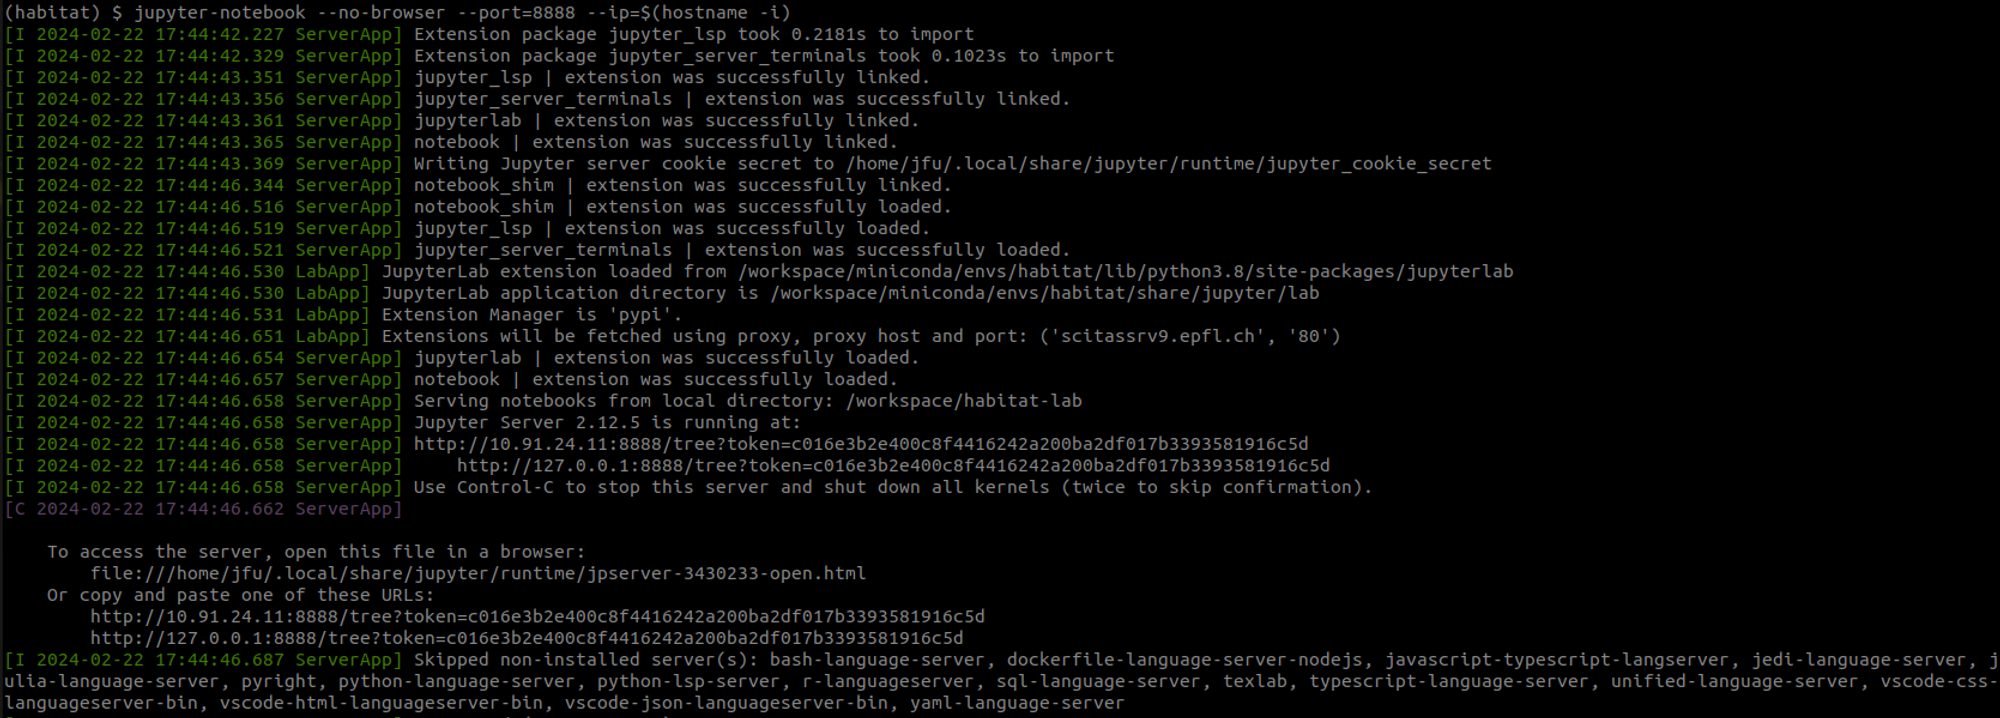 (habitat) $ jupyter-notebook --no-browser --port=8888 --ip=$(hostname -i)
[I 2024-02-22 17:44:42.227 ServerApp] Extension package jupyter_lsp took 0.2181s to import
[I 2024-02-22 17:44:42.329 ServerApp] Extension package jupyter_server_terminals took 0.1023s to import
[I 2024-02-22 17:44:43.351 ServerApp] jupyter_lsp | extension was successfully linked.
[I 2024-02-22 17:44:43.356 ServerApp] jupyter_server_terminals | extension was successfully linked.
[I 2024-02-22 17:44:43.361 ServerApp] jupyterlab | extension was successfully linked.
[I 2024-02-22 17:44:43.365 ServerApp] notebook | extension was successfully linked.
[I 2024-02-22 17:44:43.369 ServerApp] Writing Jupyter server cookie secret to /home/jfu/.local/share/jupyter/runtime/jupyter_cookie_secret
[I 2024-02-22 17:44:46.344 ServerApp] notebook_shim | extension was successfully linked.
[I 2024-02-22 17:44:46.516 ServerApp] notebook_shim | extension was successfully loaded.
[I 2024-02-22 17:44:46.519 ServerApp] jupyter_lsp | extension was successfully loaded.
[I 2024-02-22 17:44:46.521 ServerApp] jupyter_server_terminals | extension was successfully loaded.
[I 2024-02-22 17:44:46.530 LabApp] JupyterLab extension loaded from /workspace/miniconda/envs/habitat/lib/python3.8/site-packages/jupyterlab
[I 2024-02-22 17:44:46.530 LabApp] JupyterLab application directory is /workspace/miniconda/envs/habitat/share/jupyter/lab
[I 2024-02-22 17:44:46.531 LabApp] Extension Manager is 'pypi'.
[I 2024-02-22 17:44:46.651 LabApp] Extensions will be fetched using proxy, proxy host and port: ('scitassrv9.epfl.ch', '80')
[I 2024-02-22 17:44:46.654 ServerApp] jupyterlab | extension was successfully loaded.
[I 2024-02-22 17:44:46.657 ServerApp] notebook | extension was successfully loaded.
[I 2024-02-22 17:44:46.658 ServerApp] Serving notebooks from local directory: /workspace/habitat-lab
[I 2024-02-22 17:44:46.658 ServerApp] Jupyter Server 2.12.5 is running at:
[I 2024-02-22 17:44:46.658 ServerApp] http://10.91.24.11:8888/tree?token=c016e3b2e400c8f4416242a200ba2df017b3393581916c5d
[I 2024-02-22 17:44:46.658 ServerApp]     http://127.0.0.1:8888/tree?token=c016e3b2e400c8f4416242a200ba2df017b3393581916c5d
[I 2024-02-22 17:44:46.658 ServerApp] Use Control-C to stop this server and shut down all kernels (twice to skip confirmation).
[C 2024-02-22 17:44:46.662 ServerApp]
To access the server, open this file in a browser:
file:///home/jfu/.local/share/jupyter/runtime/jpserver-3430233-open.html
Or copy and paste one of these URLs:
http://10.91.24.11:8888/tree?token=c016e3b2e400c8f4416242a200ba2df017b3393581916c5d
http://127.0.0.1:8888/tree?token=c016e3b2e400c8f4416242a200ba2df017b3393581916c5d
[I 2024-02-22 17:44:46.687 ServerApp] Skipped non-installed server(s): bash-language-server, dockerfile-language-server-nodejs, javascript-typescript-langserver, jedi-language-server, j
ulia-language-server, pyright, python-language-server, python-lsp-server, r-languageserver, sql-language-server, texlab, typescript-language-server, unified-language-server, vscode-css-
languageserver-bin, vscode-html-languageserver-bin, vscode-json-languageserver-bin, yaml-language-server